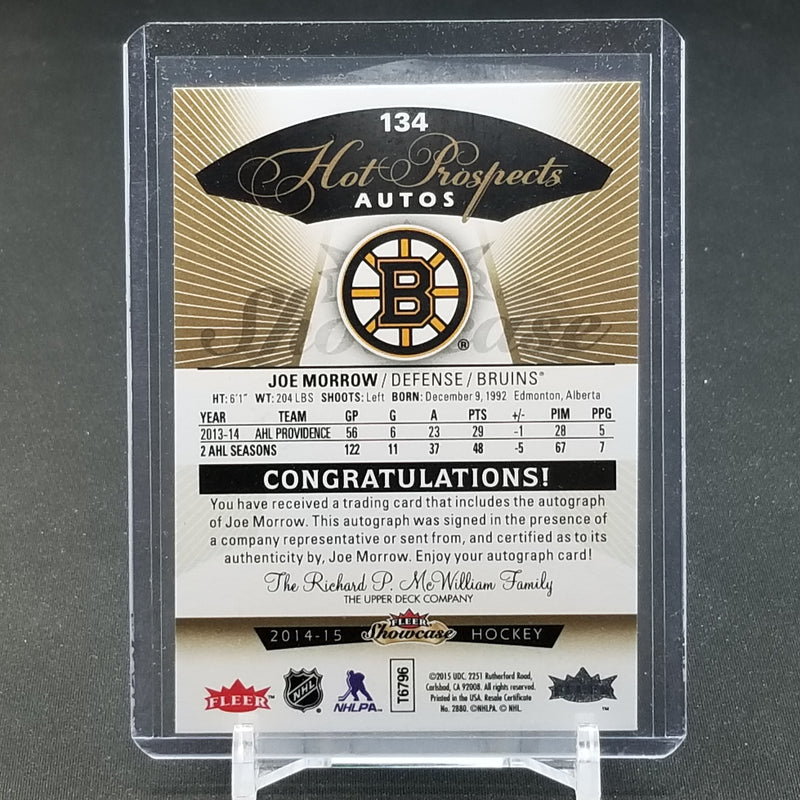 134
Hot Prospects
AUTOS
B
®
Showcase
JOE MORROW / DEFENSE / BRUINS®
HT: 6'1" WT: 204 LBS SHOOTS: Left BORN: December 9, 1992 Edmonton, Alberta
YEAR TEAM GP G A PTS +/- PIM PPG
2013-14 AHL PROVIDENCE 56 6 23 29 -1 28 5
2 AHL SEASONS 122 11 37 48 -5 67 7
CONGRATULATIONS!
You have received a trading card that includes the autograph
of Joe Morrow. This autograph was signed in the presence of
a company representative or sent from, and certified as to its
authenticity by, Joe Morrow. Enjoy your autograph card!
The Richard P. McWilliam Family
THE UPPER DECK COMPANY
2014-15 FLEER Showcase HOCKEY
FLEER™
NHL
NHLPA™
T6796
©2015 UDC. 2251 Rutherford Road,
Carlsbad, CA 92008. All rights reserved.
Printed in the USA. Resale Certificate
No. 2880. ©NHLPA. © NHL.
™